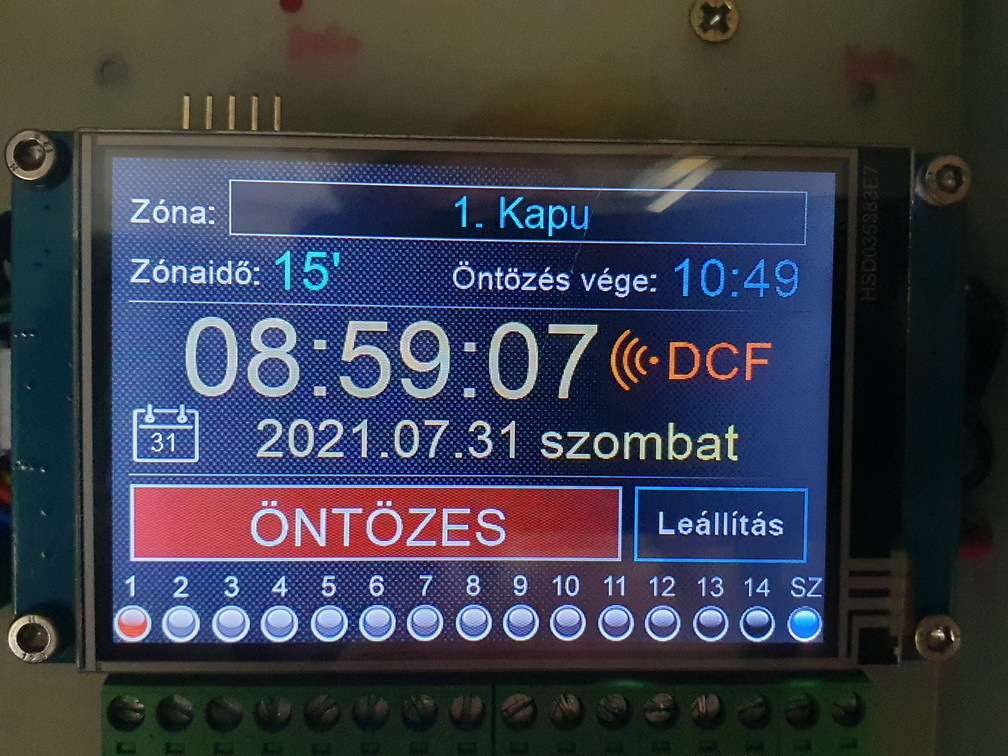 Zóna: 1. Kapu
Zónaidő: 15' Öntözés vége: 10:49
08:59:07 DCF
31 2021.07.31 szombat
ÖNTÖZES Leállítás
1 2 3 4 5 6 7 8 9 10 11 12 13 14 SZ
HSD035383E7